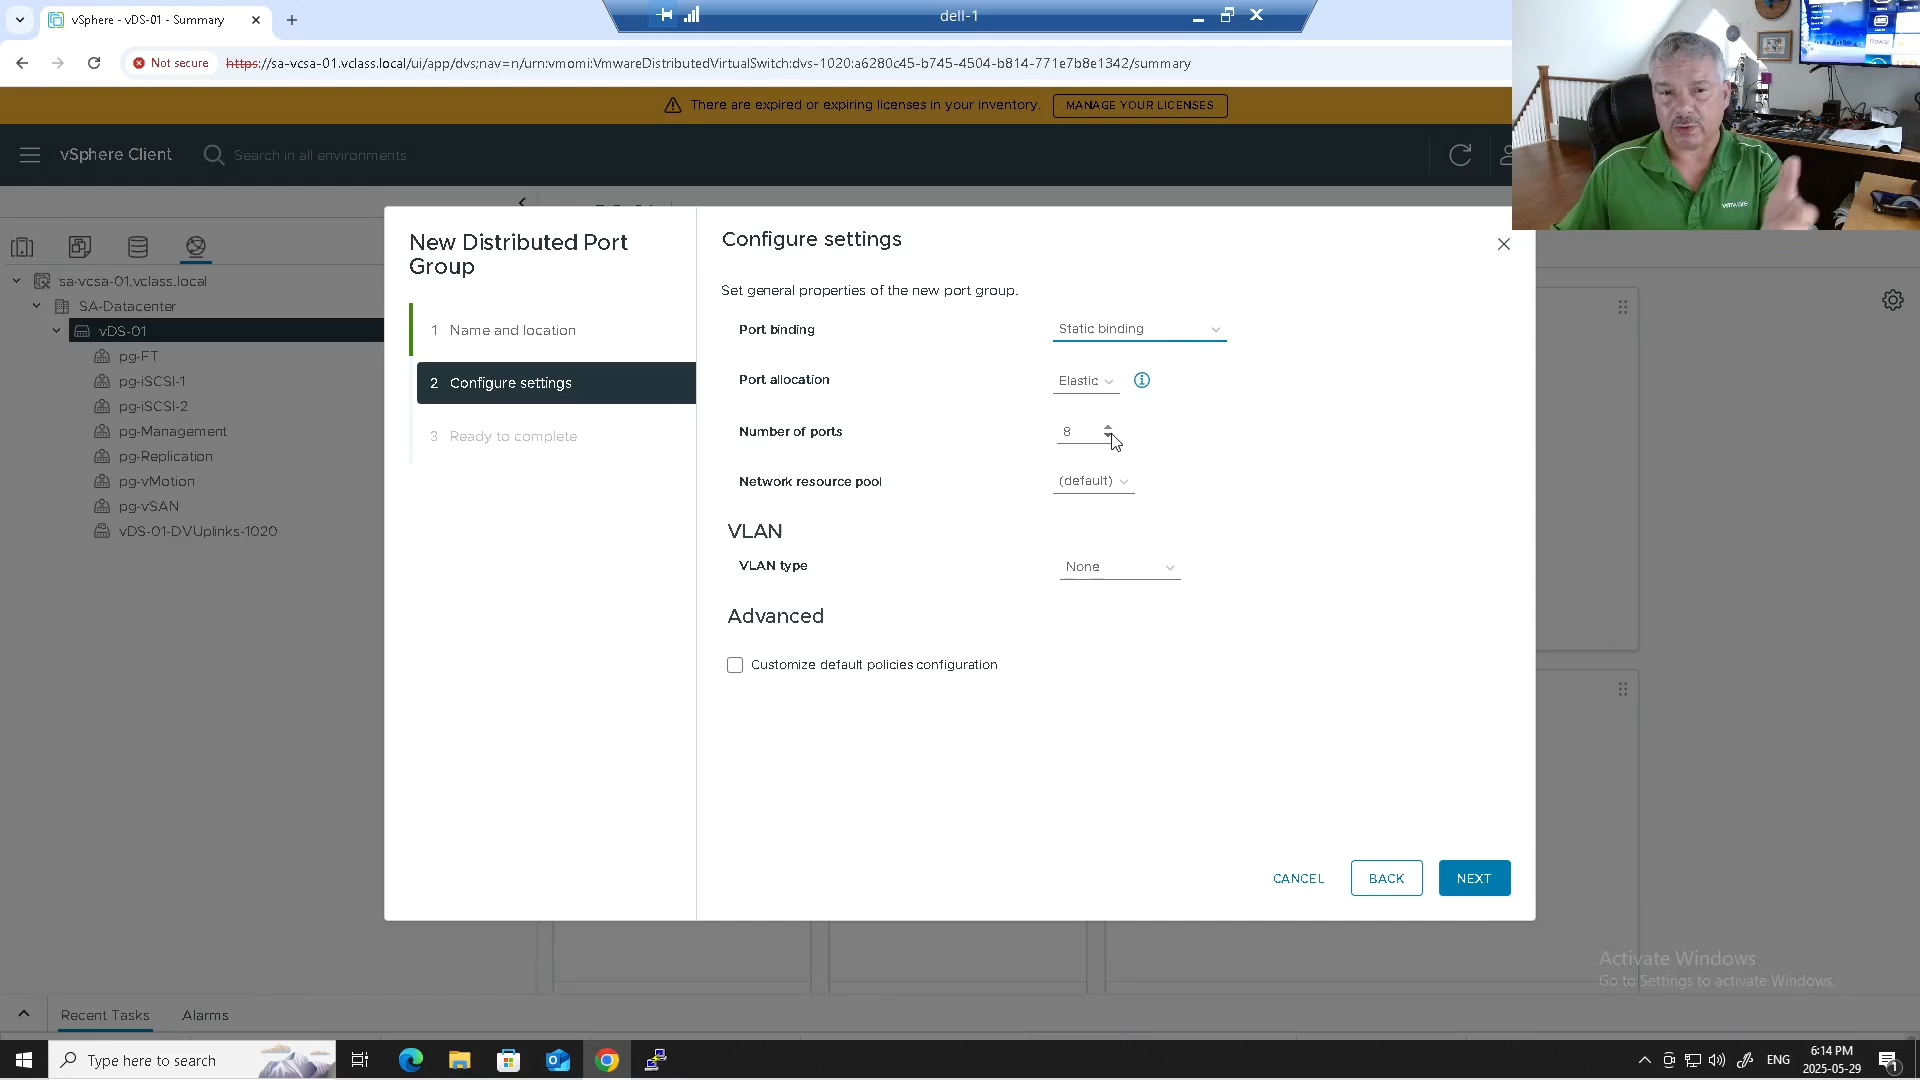 vSphere - vDS-01 - Summary
dell-1
Not secure
https://sa-vcsa-01.vclass.local/ui/app/dvs;nav=n/urn:vmomi:VmwareDistributedVirtualSwitch:dvs-1020:a6280c45-b745-4504-b814-771e7b8e1342/summary
There are expired or expiring licenses in your inventory.
MANAGE YOUR LICENSES
vSphere Client
Search in all environments
vmware
New Distributed Port
Group
1 Name and location
2 Configure settings
3 Ready to complete
Configure settings
Set general properties of the new port group.
Port binding
Static binding
Port allocation
Elastic
Number of ports
8
Network resource pool
(default)
VLAN
VLAN type
None
Advanced
Customize default policies configuration
CANCEL
BACK
NEXT
sa-vcsa-01.vclass.local
SA-Datacenter
vDS-01
pg-FT
pg-iSCSI-1
pg-iSCSI-2
pg-Management
pg-Replication
pg-vMotion
pg-vSAN
vDS-01-DVUplinks-1020
Activate Windows
Go to Settings to activate Windows.
Recent Tasks
Alarms
Type here to search
ENG
6:14 PM
2025-05-29
1